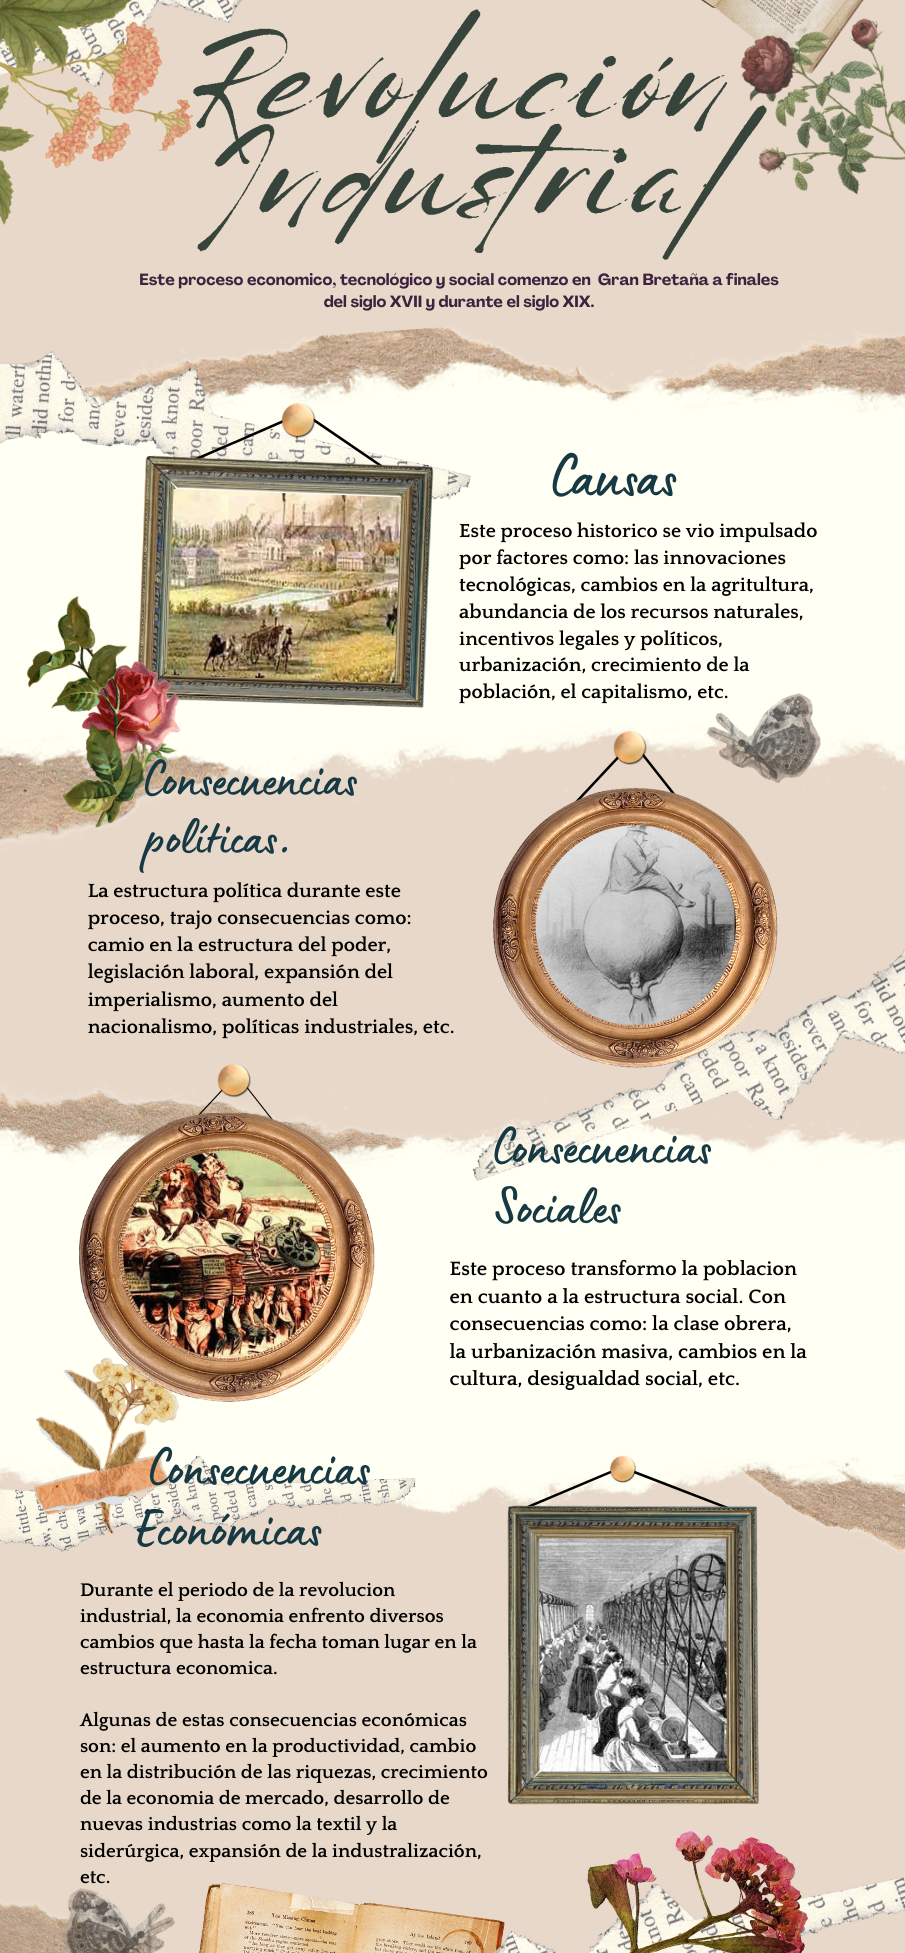 Revolución
Industrial
Este proceso economico, tecnológico y social comenzo en Gran Bretaña a finales
del siglo XVII y durante el siglo XIX.
Causas
Este proceso historico se vio impulsado
por factores como: las innovaciones
tecnológicas, cambios en la agritultura,
abundancia de los recursos naturales,
incentivos legales y políticos,
urbanización, crecimiento de la
población, el capitalismo, etc.
Consecuencias
políticas.
La estructura política durante este
proceso, trajo consecuencias como:
camio en la estructura del poder,
legislación laboral, expansión del
imperialismo, aumento del
nacionalismo, políticas industriales, etc.
Consecuencias
Sociales
Este proceso transformo la poblacion
en cuanto a la estructura social. Con
consecuencias como: la clase obrera,
la urbanización masiva, cambios en la
cultura, desigualdad social, etc.
Consecuencias
Económicas
Durante el periodo de la revolucion
industrial, la economia enfrento diversos
cambios que hasta la fecha toman lugar en la
estructura economica.
Algunas de estas consecuencias económicas
son: el aumento en la productividad, cambio
en la distribución de las riquezas, crecimiento
de la economia de mercado, desarrollo de
nuevas industrias como la textil y la
siderúrgica, expansión de la industralización,
etc.